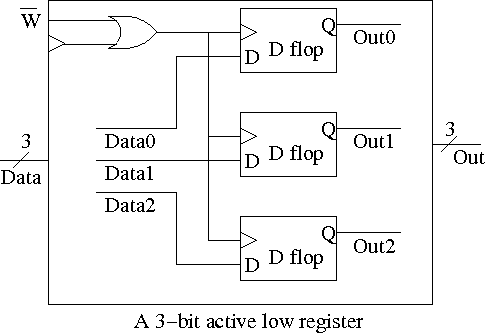 W̅
Q
Out0
D
D flop
3
Data
Data0
Data1
Data2
Q
Out1
D
D flop
3
Out
Q
Out2
D
D flop
A 3−bit active low register